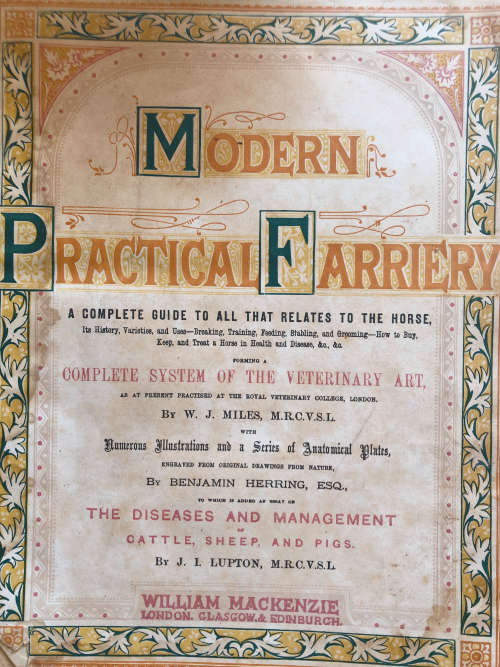 MODERN
PRACTICAL FARRIERY
A COMPLETE GUIDE TO ALL THAT RELATES TO THE HORSE,
Its History, Varieties, and Uses—Breaking, Training, Feeding, Stabling, and Grooming—How to Buy,
Keep, and Treat a Horse in Health and Disease, &c., &c.
FORMING A
COMPLETE SYSTEM OF THE VETERINARY ART,
AS AT PRESENT PRACTISED AT THE ROYAL VETERINARY COLLEGE, LONDON.
BY W. J. MILES, M.R.C.V.S.L.
WITH
Numerous Illustrations and a Series of Anatomical Plates,
ENGRAVED FROM ORIGINAL DRAWINGS FROM NATURE,
BY BENJAMIN HERRING, ESQ.,
TO WHICH IS ADDED AN ESSAY ON
THE DISEASES AND MANAGEMENT
OF
CATTLE, SHEEP, AND PIGS.
BY J. I. LUPTON, M.R.C.V.S.L.
WILLIAM MACKENZIE
LONDON, GLASGOW, & EDINBURGH.